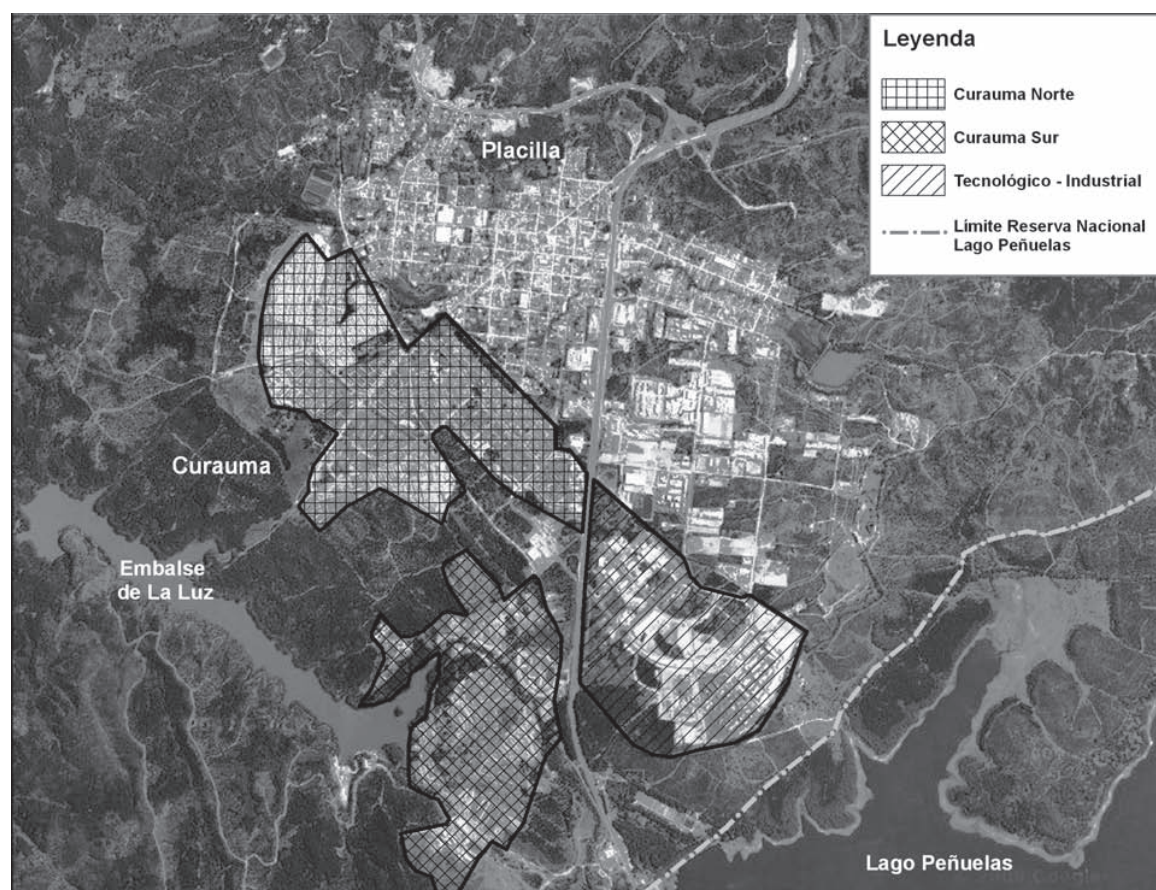 Leyenda
Curauma Norte
Curauma Sur
Tecnológico - Industrial
Límite Reserva Nacional
Lago Peñuelas
Placilla
Curauma
Embalse
de La Luz
Lago Peñuelas